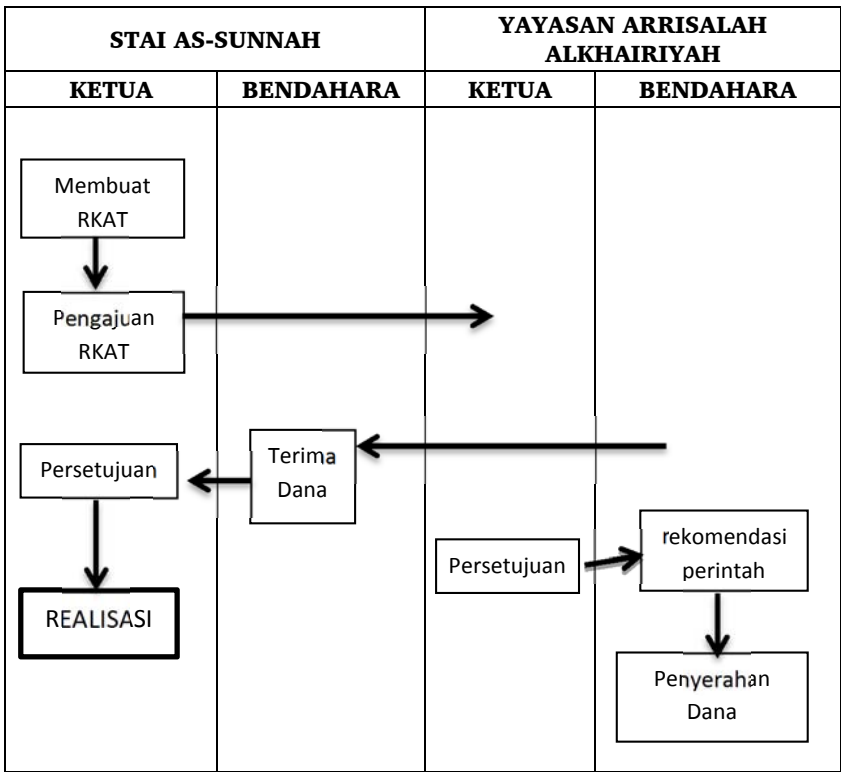 STAI AS-SUNNAH
YAYASAN ARRISALAH
ALKHAIRIYAH
KETUA
BENDAHARA
KETUA
BENDAHARA
Membuat
RKAT
Pengajuan
RKAT
Persetujuan
Terima
Dana
Persetujuan
rekomendasi
perintah
REALISASI
Penyerahan
Dana